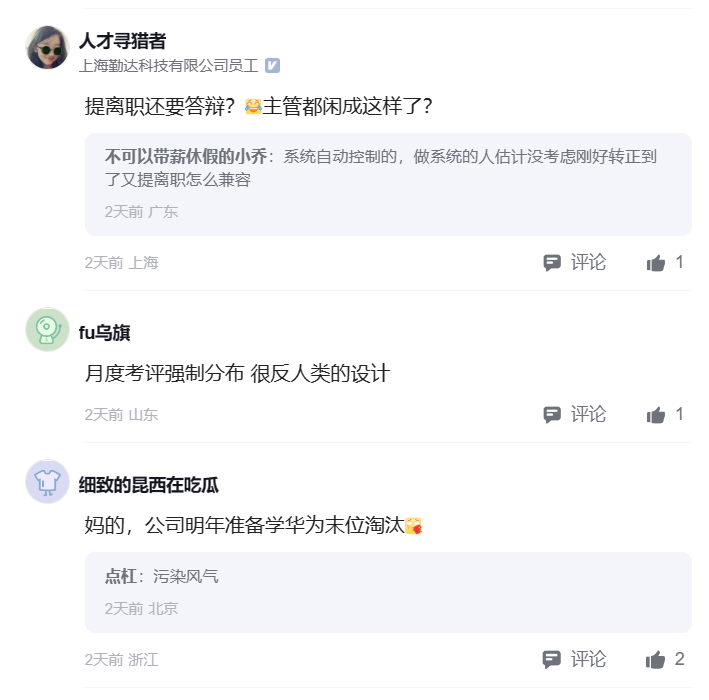 人才寻猎者
上海勤达科技有限公司员工
提离职还要答辩？😂主管都闲成这样了？
不可以带薪休假的小乔：系统自动控制的，做系统的人估计没考虑刚好转正到
了又提离职怎么兼容
2天前 广东
2天前 上海 评论 1
fu乌旗
月度考评强制分布 很反人类的设计
2天前 山东 评论 1
细致的昆西在吃瓜
妈的，公司明年准备学华为末位淘汰
点杠：污染风气
2天前 北京
2天前 浙江 评论 2